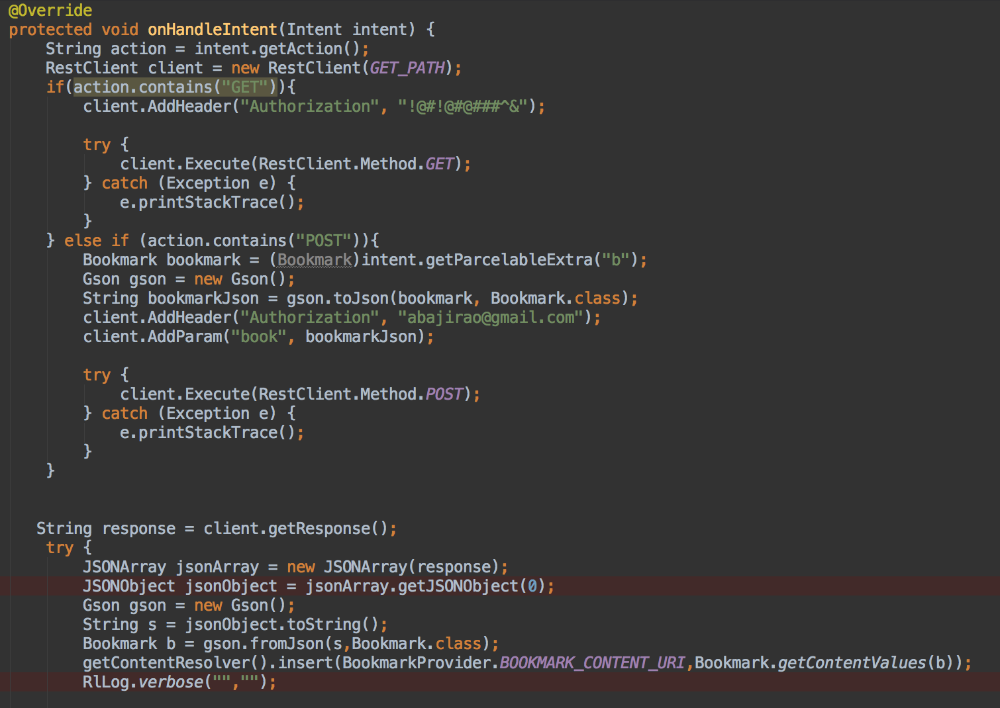 @Override
protected void onHandleIntent(Intent intent) {
    String action = intent.getAction();
    RestClient client = new RestClient(GET_PATH);
    if(action.contains("GET")){
        client.AddHeader("Authorization", "!@#!@#@###^&");

        try {
            client.Execute(RestClient.Method.GET);
        } catch (Exception e) {
            e.printStackTrace();
        }
    } else if (action.contains("POST")){
        Bookmark bookmark = (Bookmark)intent.getParcelableExtra("b");
        Gson gson = new Gson();
        String bookmarkJson = gson.toJson(bookmark, Bookmark.class);
        client.AddHeader("Authorization", "abajirao@gmail.com");
        client.AddParam("book", bookmarkJson);

        try {
            client.Execute(RestClient.Method.POST);
        } catch (Exception e) {
            e.printStackTrace();
        }
    }


   String response = client.getResponse();
    try {
        JSONArray jsonArray = new JSONArray(response);
        JSONObject jsonObject = jsonArray.getJSONObject(0);
        Gson gson = new Gson();
        String s = jsonObject.toString();
        Bookmark b = gson.fromJson(s,Bookmark.class);
        getContentResolver().insert(BookmarkProvider.BOOKMARK_CONTENT_URI,Bookmark.getContentValues(b));
        RlLog.verbose("","");